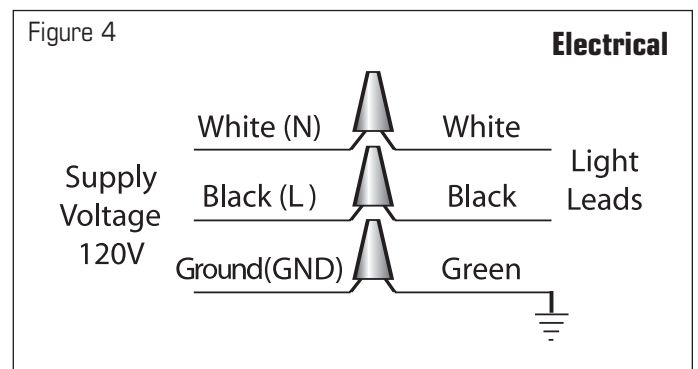 Figure 4
Electrical
White (N)
White
Black (L )
Black
Ground(GND)
Green
Supply
Voltage
120V
Light
Leads